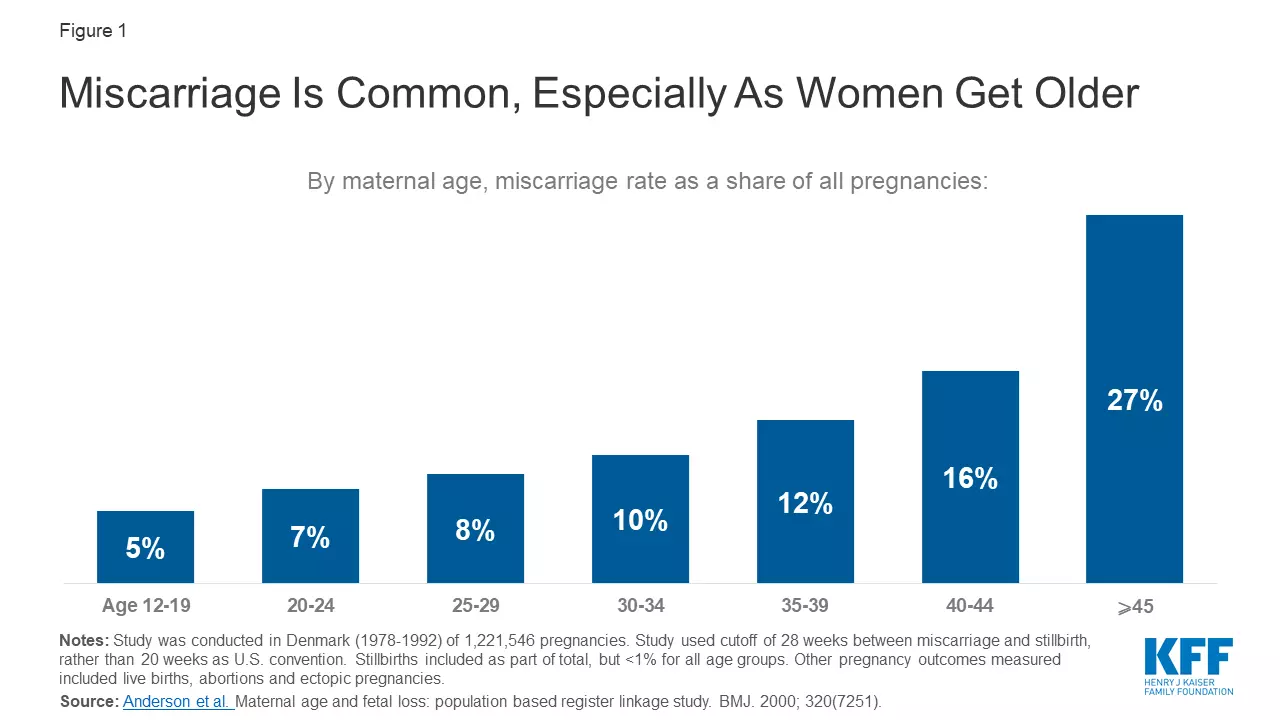 Figure 1
Miscarriage Is Common, Especially As Women Get Older
By maternal age, miscarriage rate as a share of all pregnancies:
5%
7%
8%
10%
12%
16%
27%
Age 12-19
20-24
25-29
30-34
35-39
40-44
⩾45
Notes: Study was conducted in Denmark (1978-1992) of 1,221,546 pregnancies. Study used cutoff of 28 weeks between miscarriage and stillbirth,
rather than 20 weeks as U.S. convention. Stillbirths included as part of total, but <1% for all age groups. Other pregnancy outcomes measured
included live births, abortions and ectopic pregnancies.
Source: Anderson et al. Maternal age and fetal loss: population based register linkage study. BMJ. 2000; 320(7251).
KFF
HENRY J KAISER
FAMILY FOUNDATION